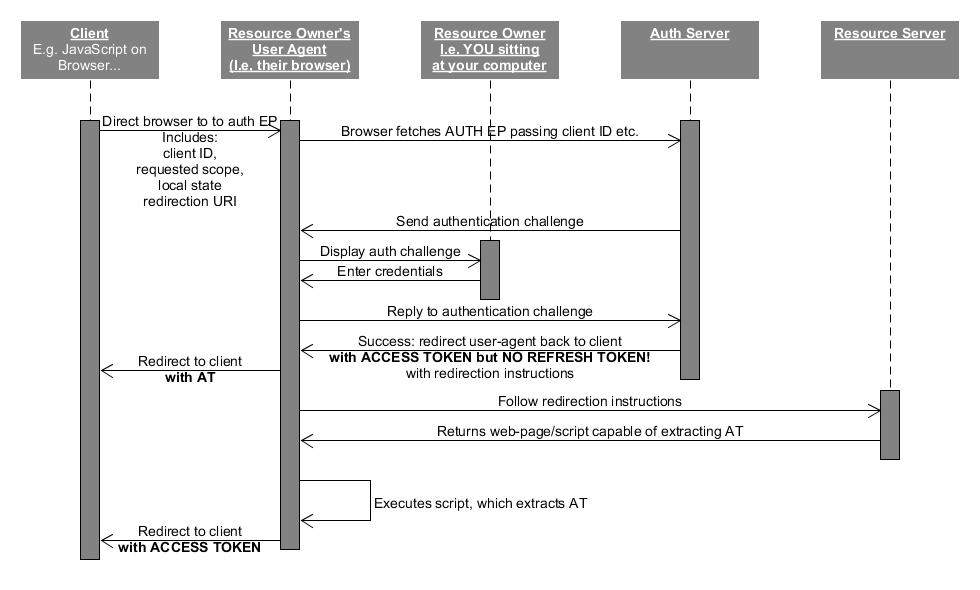 Client
E.g. JavaScript on
Browser...
Resource Owner's
User Agent
(I.e. their browser)
Resource Owner
I.e. YOU sitting
at your computer
Auth Server
Resource Server
Direct browser to to auth EP
Includes:
client ID,
requested scope,
local state
redirection URI
Browser fetches AUTH EP passing client ID etc.
Send authentication challenge
Display auth challenge
Enter credentials
Reply to authentication challenge
Success: redirect user-agent back to client
with ACCESS TOKEN but NO REFRESH TOKEN!
with redirection instructions
Redirect to client
with AT
Follow redirection instructions
Returns web-page/script capable of extracting AT
Executes script, which extracts AT
Redirect to client
with ACCESS TOKEN